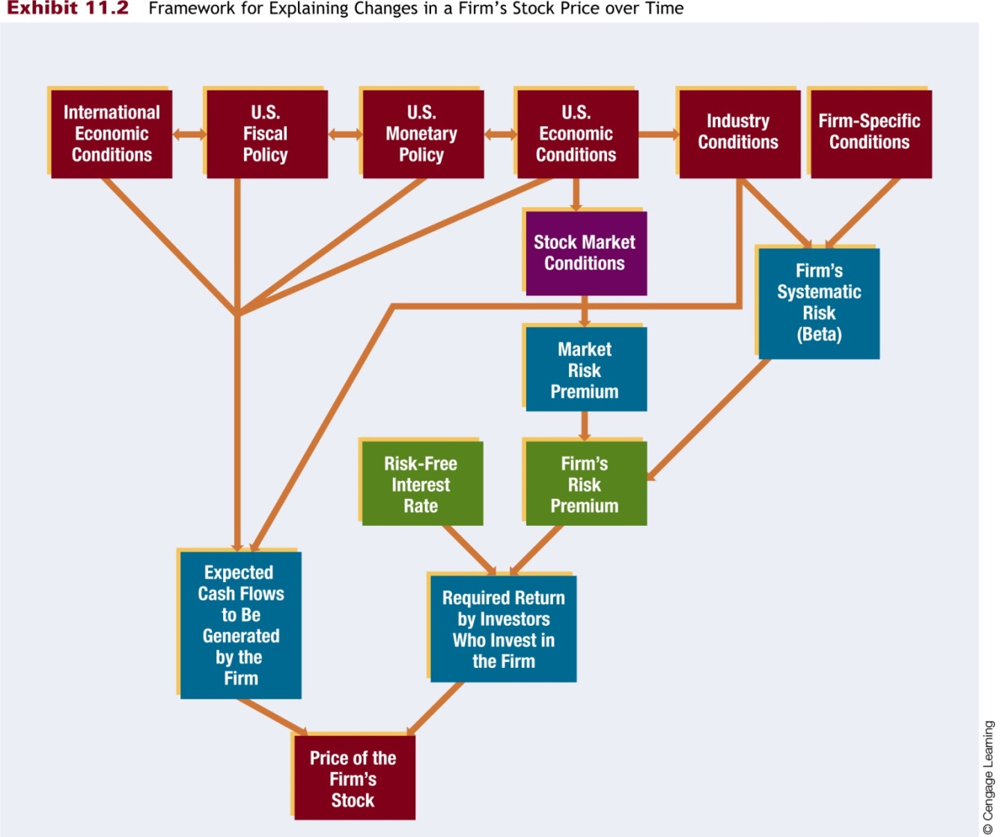 Exhibit 11.2 Framework for Explaining Changes in a Firm's Stock Price over Time
International
Economic
Conditions
U.S.
Fiscal
Policy
U.S.
Monetary
Policy
U.S.
Economic
Conditions
Industry
Conditions
Firm-Specific
Conditions
Stock Market
Conditions
Firm's
Systematic
Risk
(Beta)
Market
Risk
Premium
Risk-Free
Interest
Rate
Firm's
Risk
Premium
Expected
Cash Flows
to Be
Generated
by the
Firm
Required Return
by Investors
Who Invest in
the Firm
Price of the
Firm's
Stock
© Cengage Learning